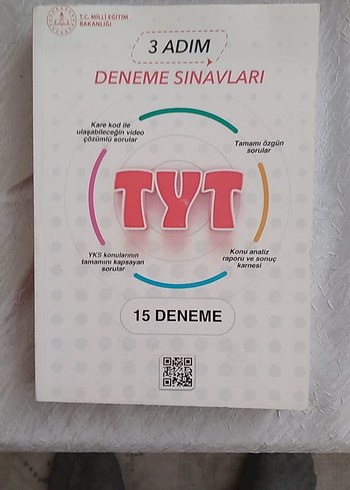 T.C. MİLLÎ EĞİTİM
BAKANLIĞI
3 ADIM
DENEME SINAVLARI
Kare kod ile
ulaşabileceğin video
çözümlü sorular
Tamamı özgün
sorular
TYT
YKS konularının
tamamını kapsayan
sorular
Konu analiz
raporu ve sonuç
karnesi
15 DENEME